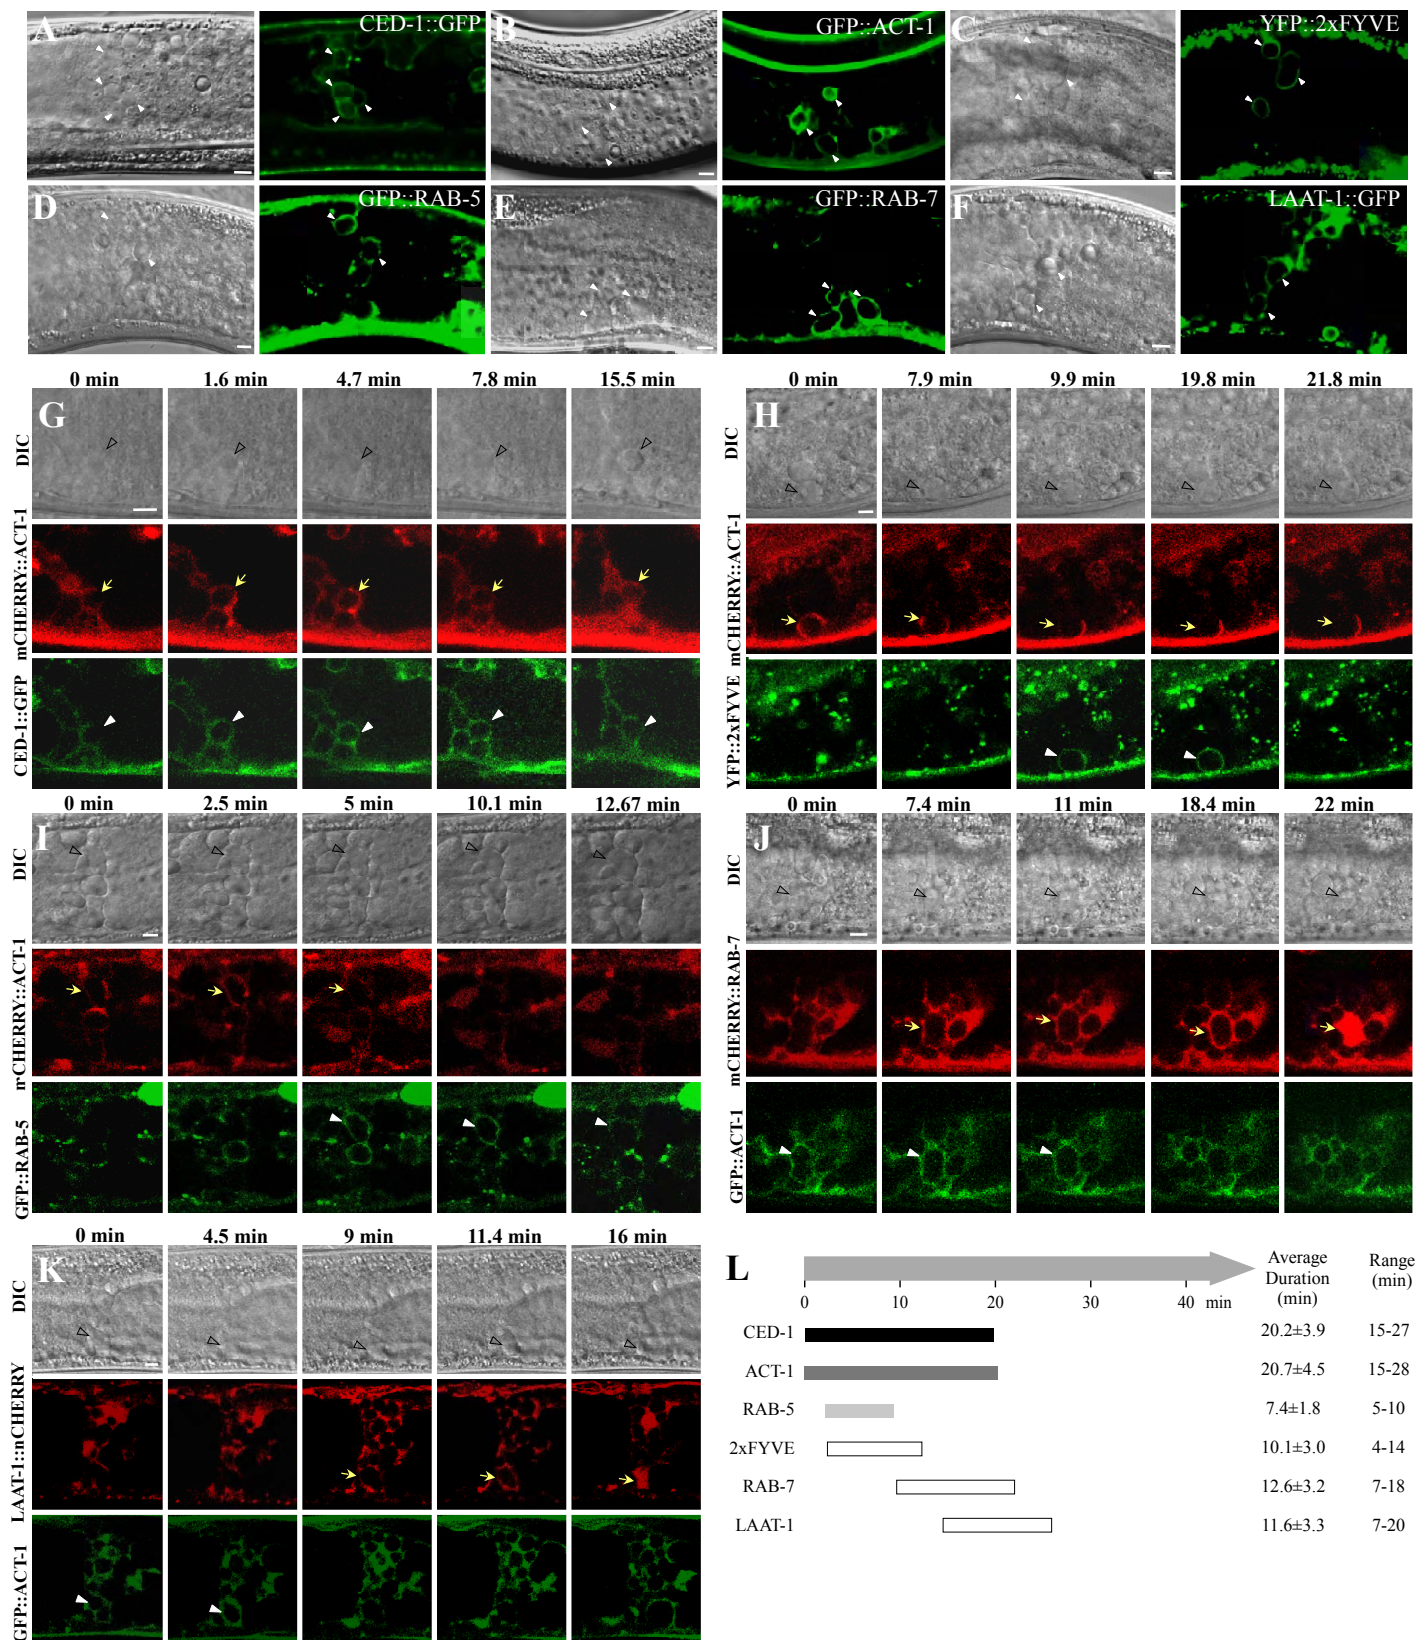 A CED-1::GFP B GFP::ACT-1 C YFP::2xFYVE
D GFP::RAB-5 E GFP::RAB-7 F LAAT-1::GFP
0 min 1.6 min 4.7 min 7.8 min 15.5 min
G
DIC
mCHERRY::ACT-1
CED-1::GFP
0 min 7.9 min 9.9 min 19.8 min 21.8 min
H
DIC
mCHERRY::ACT-1
YFP::2xFYVE
0 min 2.5 min 5 min 10.1 min 12.67 min
I
DIC
mCHERRY::ACT-1
GFP::RAB-5
0 min 7.4 min 11 min 18.4 min 22 min
J
DIC
mCHERRY::RAB-7
GFP::ACT-1
0 min 4.5 min 9 min 11.4 min 16 min
K
DIC
LAAT-1::nCHERRY
GFP::ACT-1
L
Average Duration (min) Range (min)
0 10 20 30 40 min
CED-1 20.2±3.9 15-27
ACT-1 20.7±4.5 15-28
RAB-5 7.4±1.8 5-10
2xFYVE 10.1±3.0 4-14
RAB-7 12.6±3.2 7-18
LAAT-1 11.6±3.3 7-20